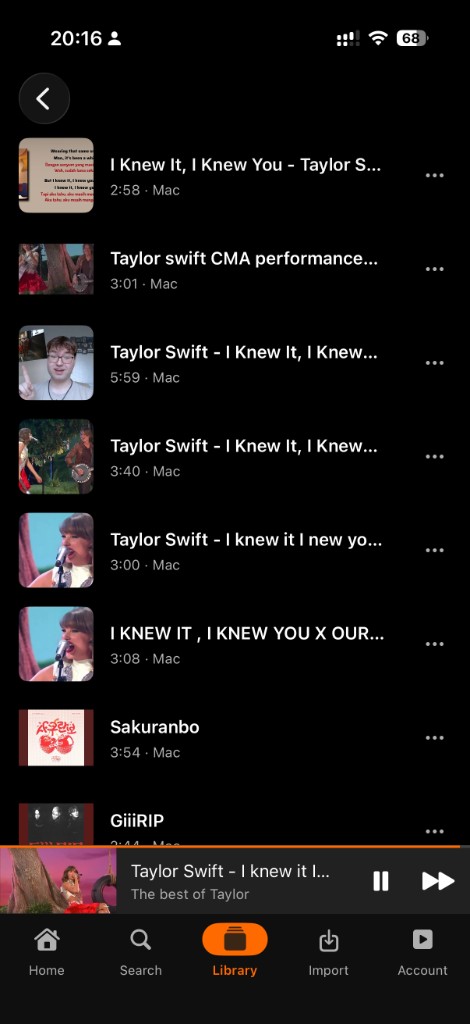 20:16
68
I Knew It, I Knew You - Taylor S...
2:58 · Mac
Taylor swift CMA performance...
3:01 · Mac
Taylor Swift - I Knew It, I Knew...
5:59 · Mac
Taylor Swift - I Knew It, I Knew...
3:40 · Mac
Taylor Swift - I knew it I new yo...
3:00 · Mac
I KNEW IT , I KNEW YOU X OUR...
3:08 · Mac
Sakuranbo
3:54 · Mac
GiiiRIP
Taylor Swift - I knew it I...
The best of Taylor
Home
Search
Library
Import
Account